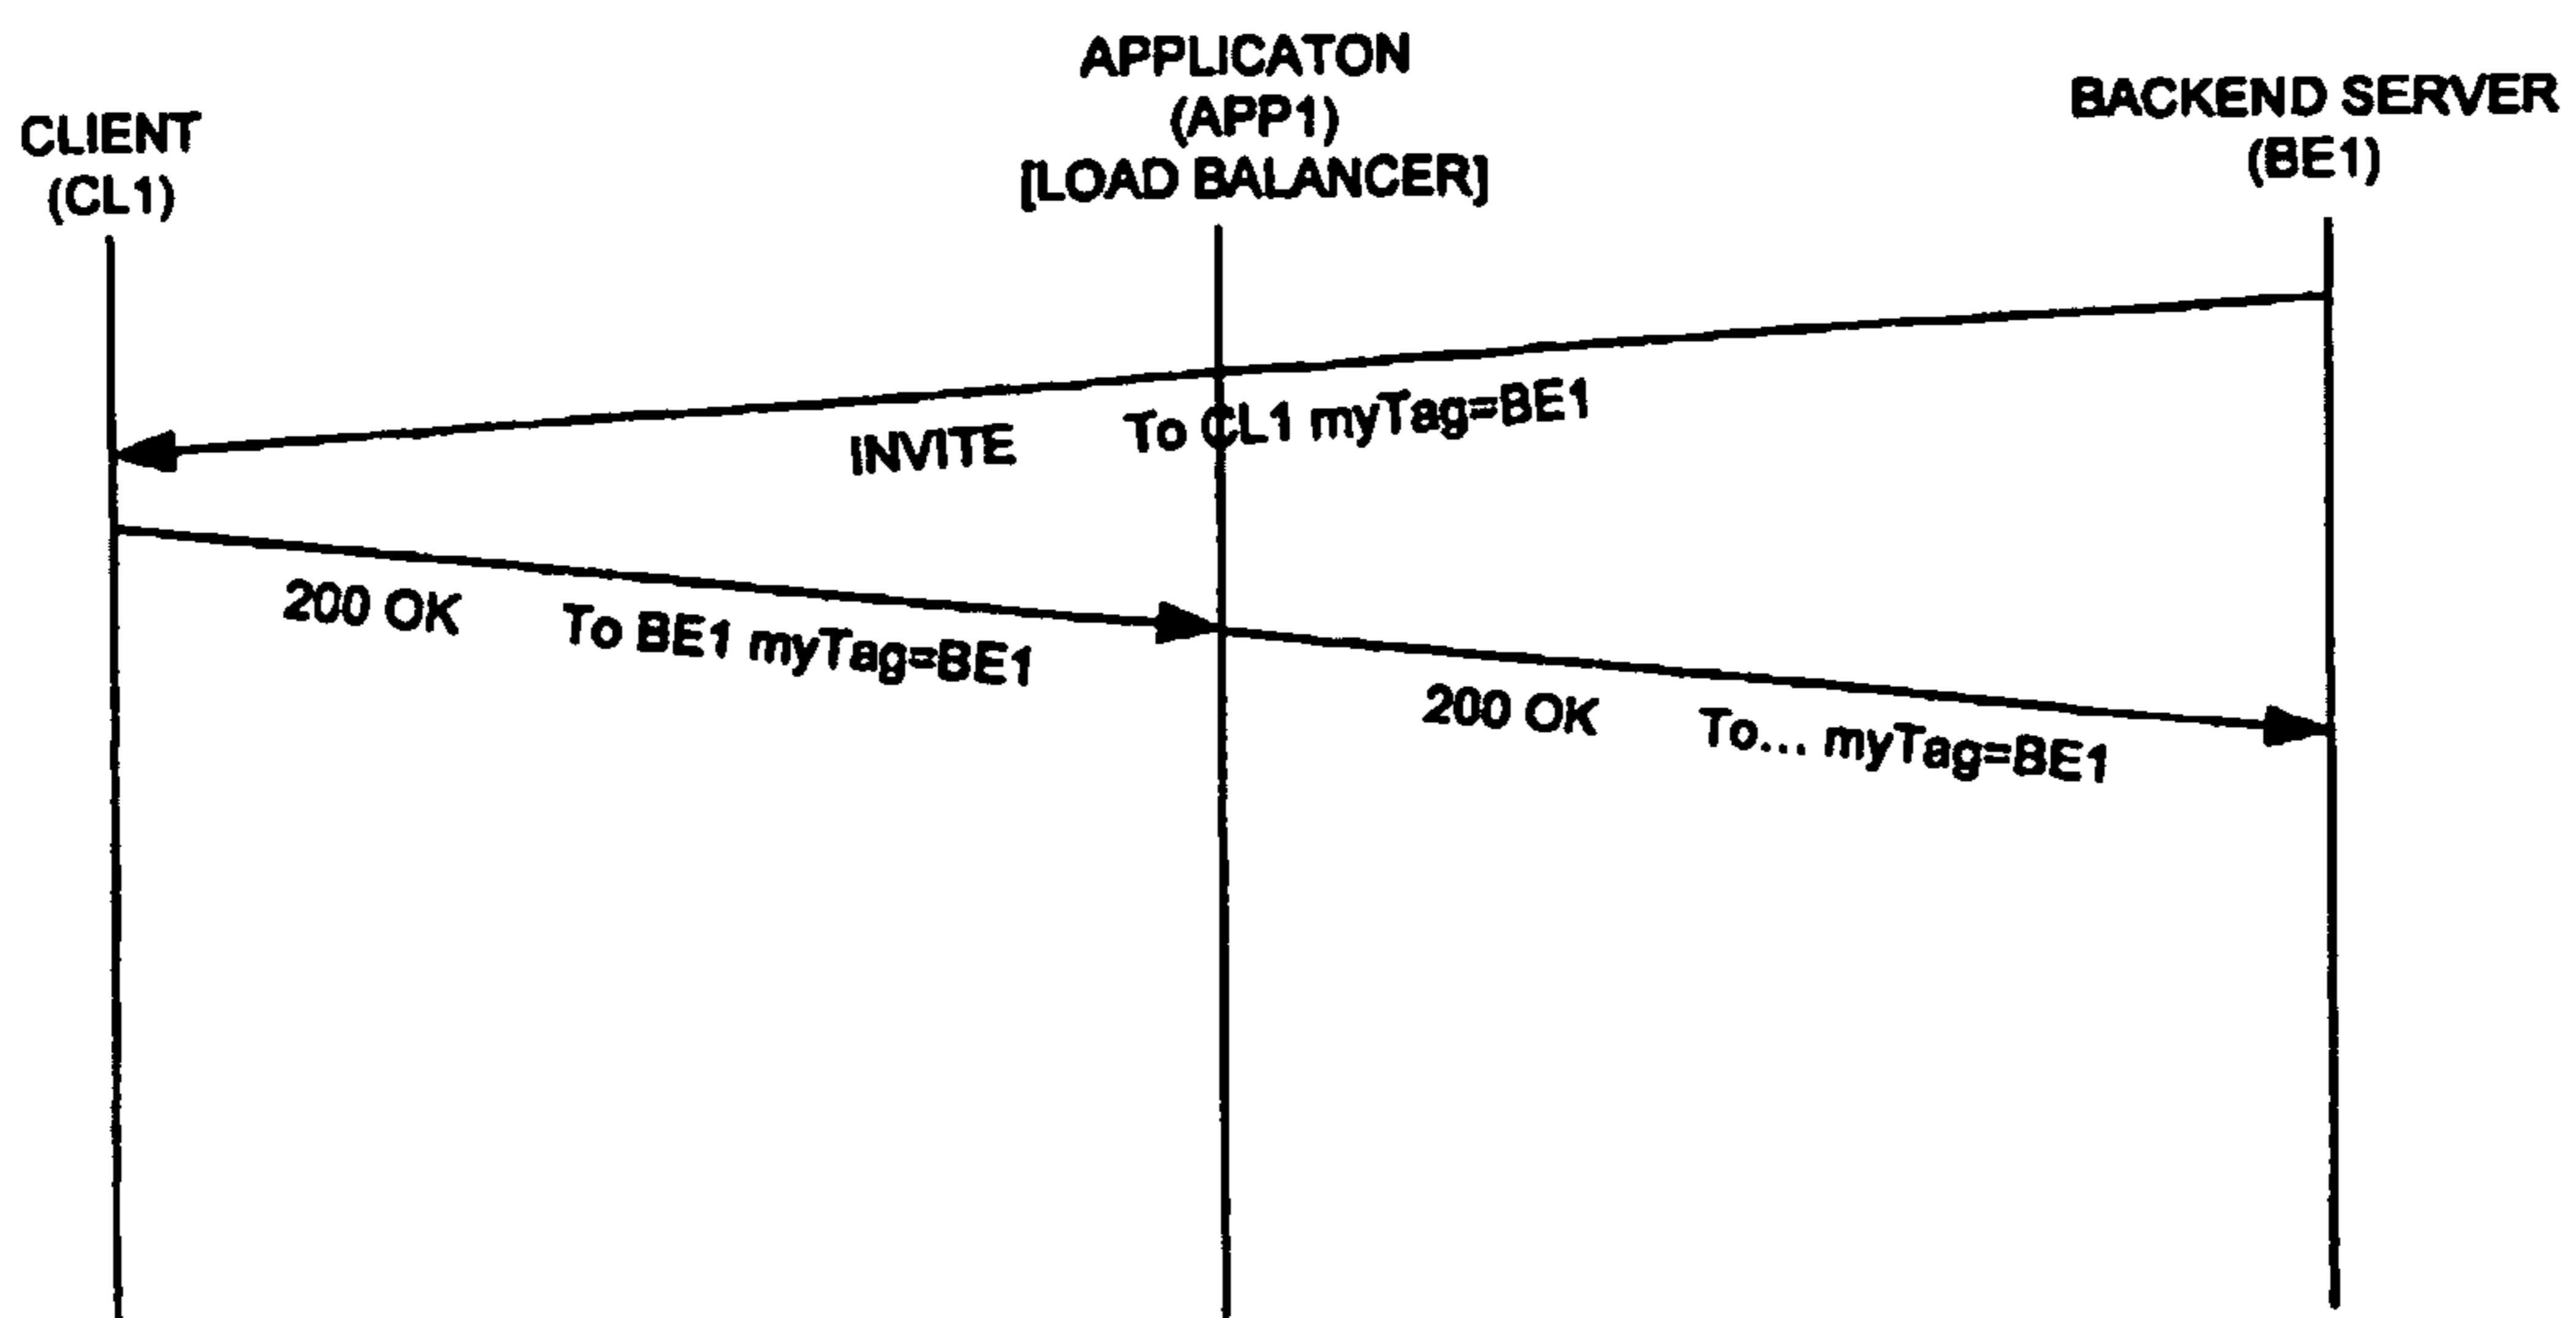 CLIENT
(CL1)
APPLICATON
(APP1)
[LOAD BALANCER]
BACKEND SERVER
(BE1)
INVITE To CL1 myTag=BE1
200 OK To BE1 myTag=BE1
200 OK To... myTag=BE1